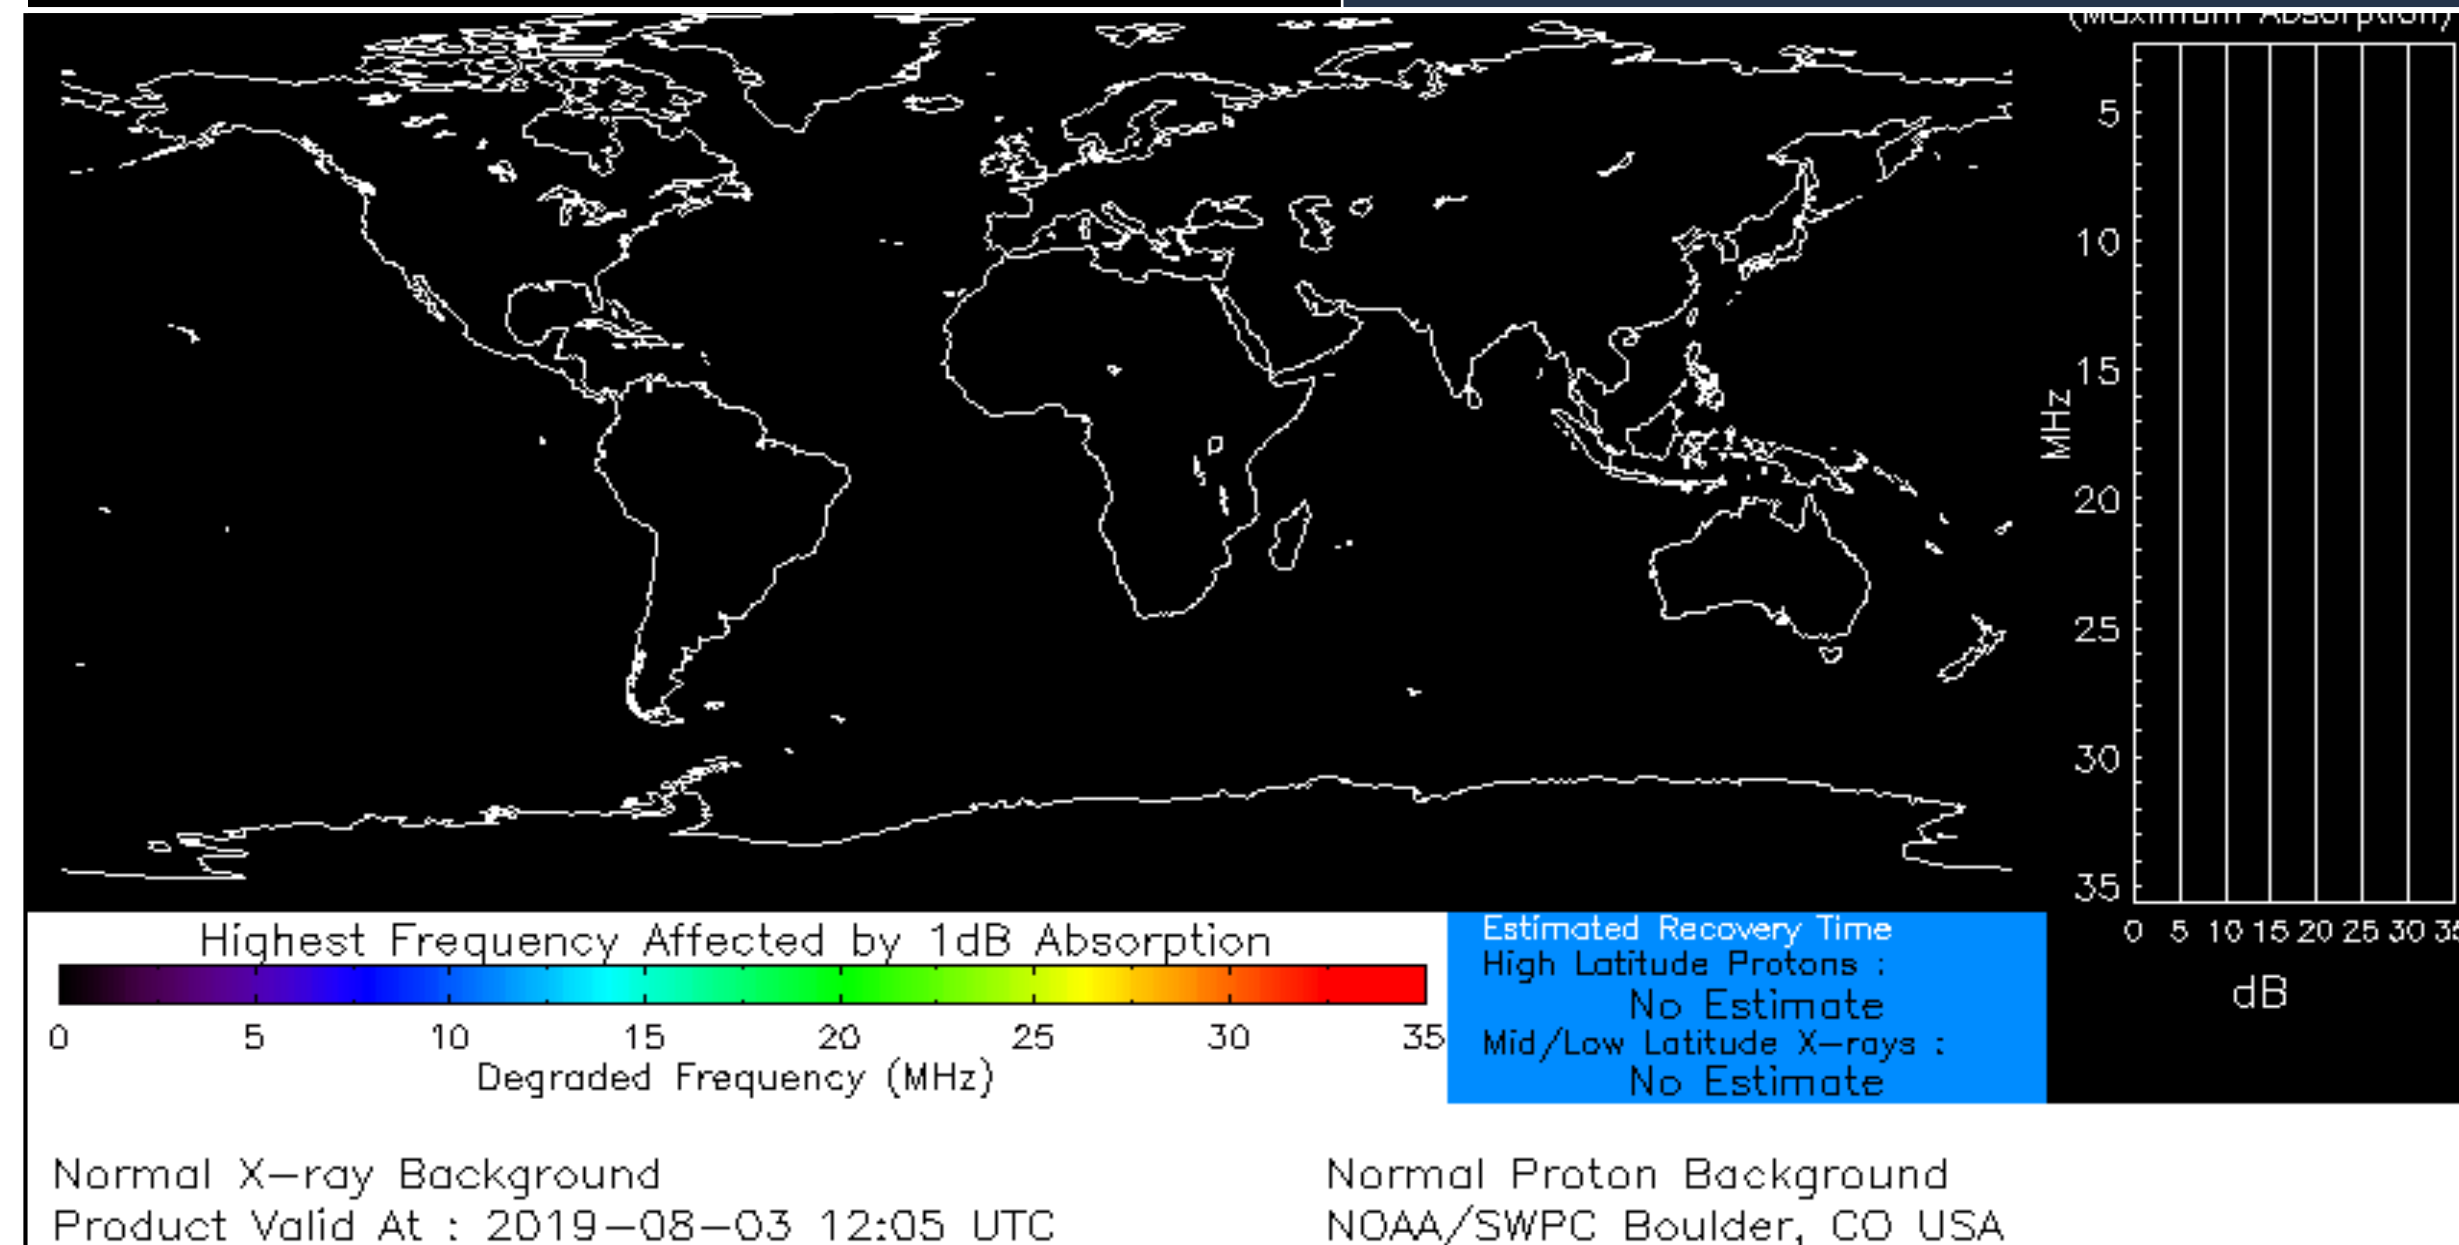 (Maximum Absorption)
5
10
15
20
25
30
35
MHz
0 5 10 15 20 25 30 35
dB
Highest Frequency Affected by 1dB Absorption
0 5 10 15 20 25 30 35
Degraded Frequency (MHz)
Estimated Recovery Time
High Latitude Protons :
No Estimate
Mid/Low Latitude X-rays :
No Estimate
Normal X-ray Background
Product Valid At : 2019-08-03 12:05 UTC
Normal Proton Background
NOAA/SWPC Boulder, CO USA